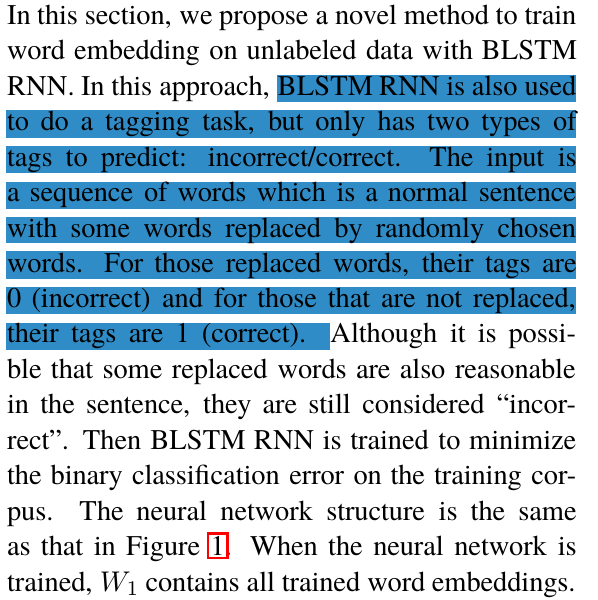 In this section, we propose a novel method to train
word embedding on unlabeled data with BLSTM
RNN. In this approach, BLSTM RNN is also used
to do a tagging task, but only has two types of
tags to predict: incorrect/correct. The input is
a sequence of words which is a normal sentence
with some words replaced by randomly chosen
words. For those replaced words, their tags are
0 (incorrect) and for those that are not replaced,
their tags are 1 (correct). Although it is possi-
ble that some replaced words are also reasonable
in the sentence, they are still considered “incor-
rect”. Then BLSTM RNN is trained to minimize
the binary classification error on the training cor-
pus. The neural network structure is the same
as that in Figure 1. When the neural network is
trained, W₁ contains all trained word embeddings.